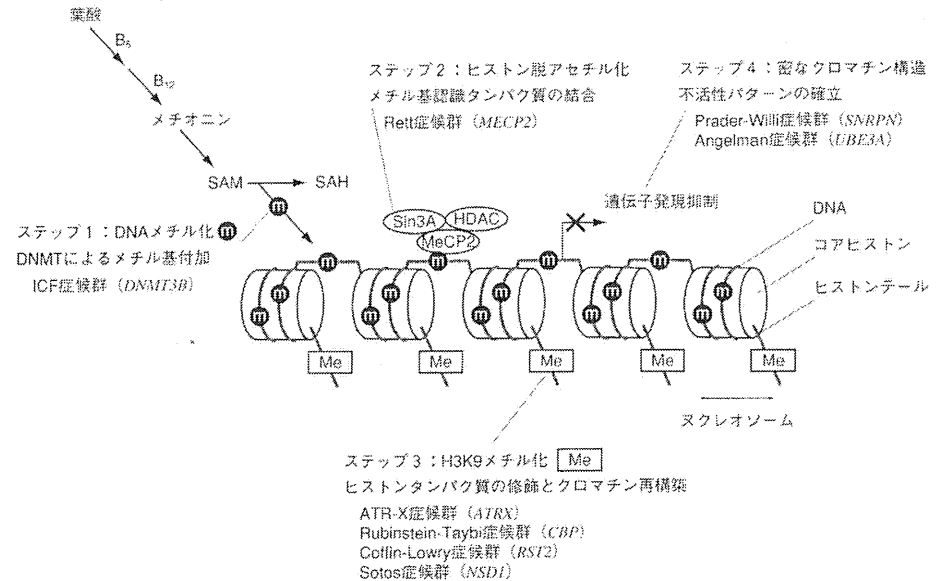 葉酸
B₆
B₁₂
メチオニン
SAM
SAH
ステップ1：DNAメチル化 m
DNMTによるメチル基付加
ICF症候群（DNMT3B）
ステップ2：ヒストン脱アセチル化
メチル基認識タンパク質の結合
Rett症候群（MECP2）
ステップ4：密なクロマチン構造
不活性パターンの確立
Prader-Willi症候群（SNRPN）
Angelman症候群（UBE3A）
遺伝子発現抑制
Sin3A
HDAC
MeCP2
DNA
コアヒストン
ヒストンテール
m m m m m
m m m m m
m m m m m
Me Me Me Me Me
ヌクレオソーム
ステップ3：H3K9メチル化 Me
ヒストンタンパク質の修飾とクロマチン再構築
ATR-X症候群（ATRX）
Rubinstein-Taybi症候群（CBP）
Coffin-Lowry症候群（RST2）
Sotos症候群（NSD1）